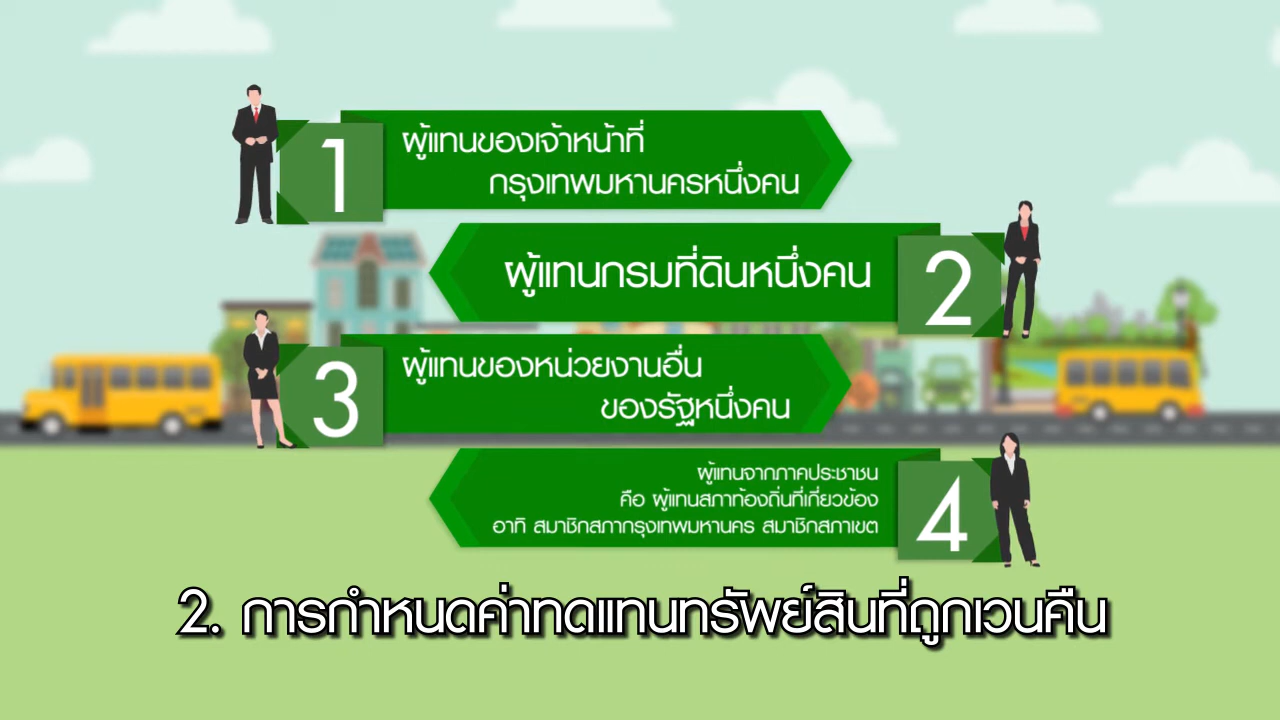 1
ผู้แทนของเจ้าหน้าที่
กรุงเทพมหานครหนึ่งคน
ผู้แทนกรมที่ดินหนึ่งคน
2
3
ผู้แทนของหน่วยงานอื่น
ของรัฐหนึ่งคน
ผู้แทนจากภาคประชาชน
คือ ผู้แทนสภาท้องถิ่นที่เกี่ยวข้อง
อาทิ สมาชิกสภากรุงเทพมหานคร สมาชิกสภาเขต
4
2. การกำหนดค่าทดแทนทรัพย์สินที่ถูกเวนคืน